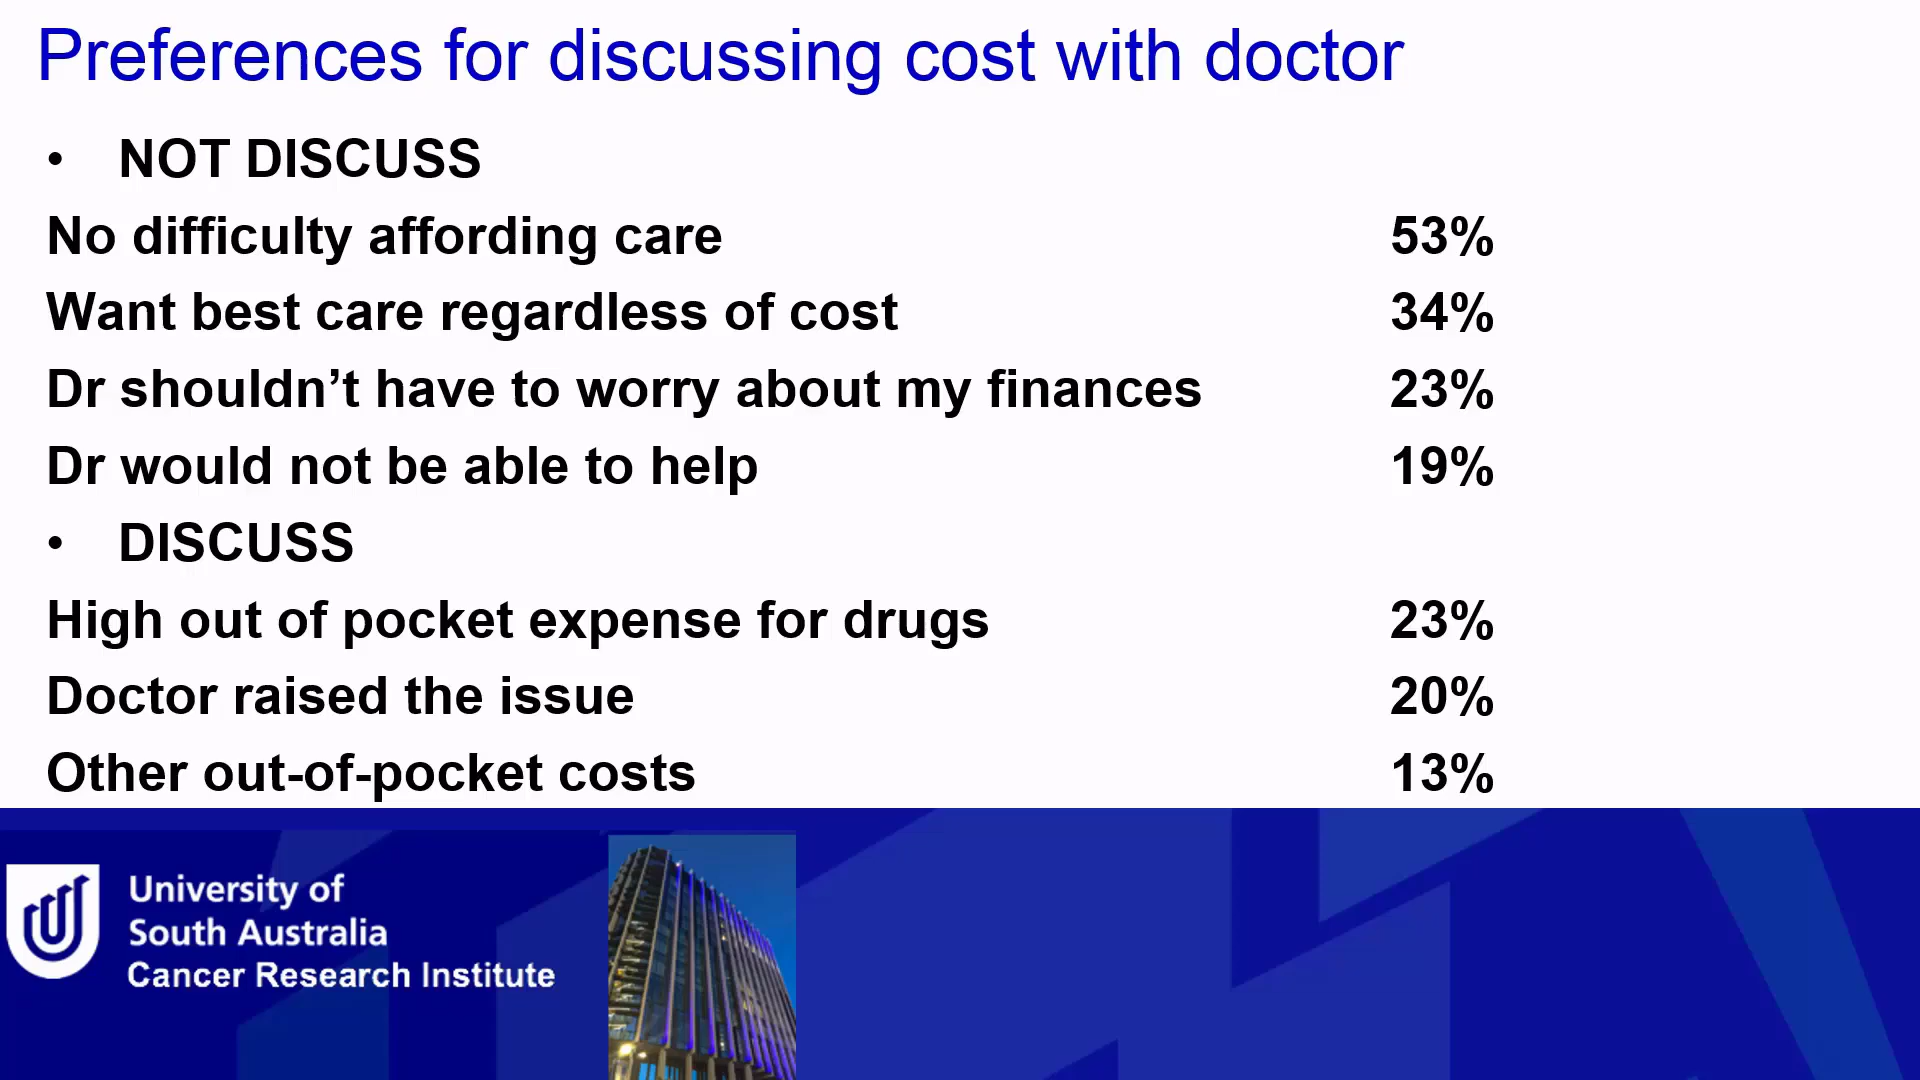 Preferences for discussing cost with doctor
• NOT DISCUSS
No difficulty affording care 53%
Want best care regardless of cost 34%
Dr shouldn’t have to worry about my finances 23%
Dr would not be able to help 19%
• DISCUSS
High out of pocket expense for drugs 23%
Doctor raised the issue 20%
Other out-of-pocket costs 13%
University of
South Australia
Cancer Research Institute